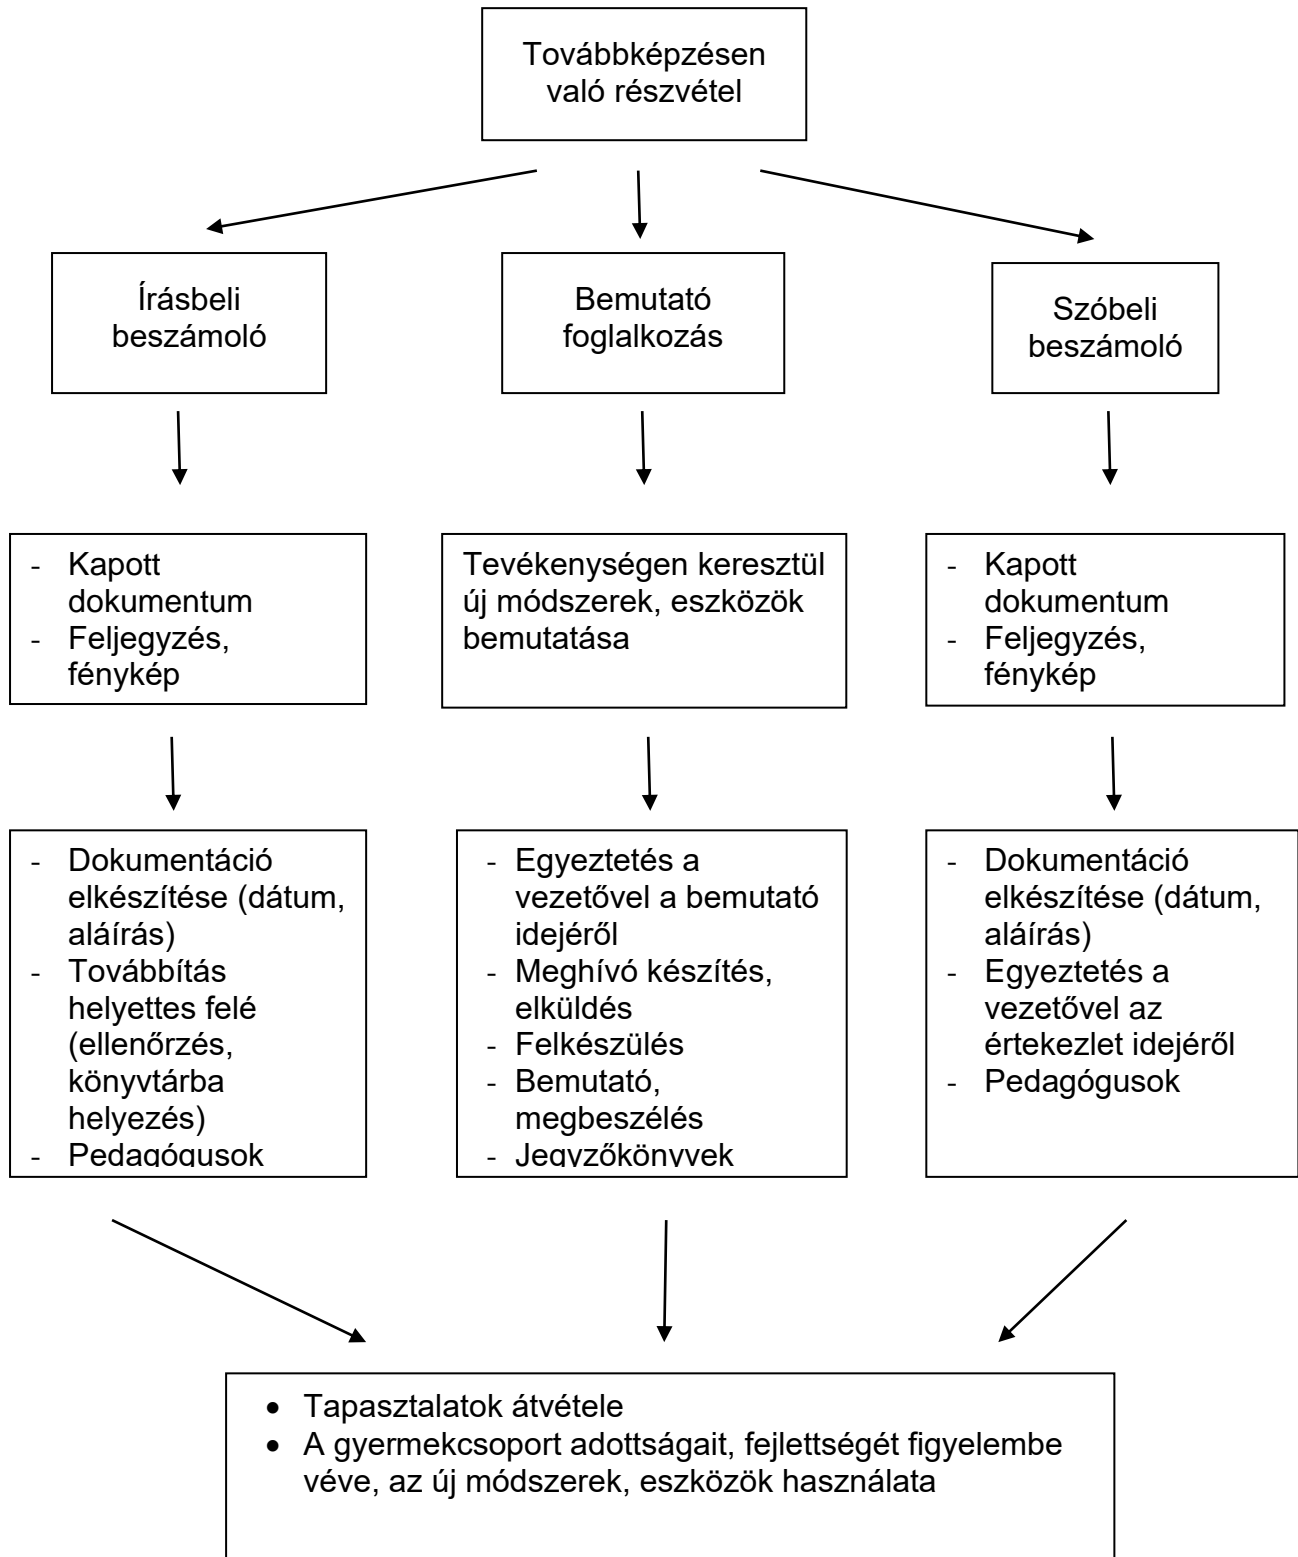 Továbbképzésen
való részvétel
Írásbeli
beszámoló
Bemutató
foglalkozás
Szóbeli
beszámoló
- Kapott
dokumentum
- Feljegyzés,
fénykép
Tevékenységen keresztül
új módszerek, eszközök
bemutatása
- Kapott
dokumentum
- Feljegyzés,
fénykép
- Dokumentáció
elkészítése (dátum,
aláírás)
- Továbbítás
helyettes felé
(ellenőrzés,
könyvtárba
helyezés)
- Pedagógusok
- Egyeztetés a
vezetővel a bemutató
idejéről
- Meghívó készítés,
elküldés
- Felkészülés
- Bemutató,
megbeszélés
- Jegyzőkönyvek
- Dokumentáció
elkészítése (dátum,
aláírás)
- Egyeztetés a
vezetővel az
értekezlet idejéről
- Pedagógusok
• Tapasztalatok átvétele
• A gyermekcsoport adottságait, fejlettségét figyelembe
véve, az új módszerek, eszközök használata